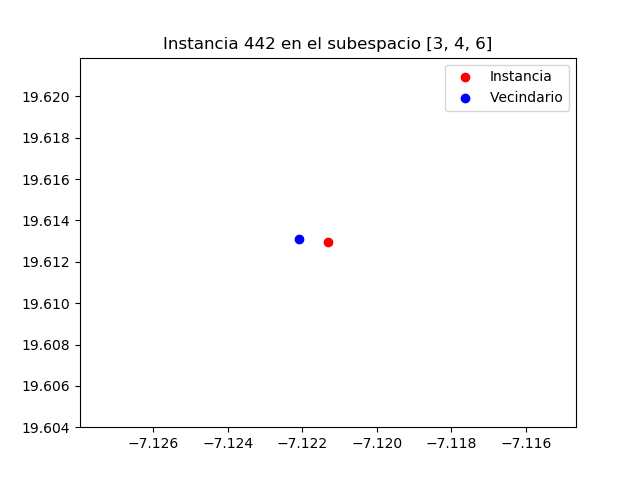 Instancia 442 en el subespacio [3, 4, 6]
Instancia
Vecindario
19.620
19.618
19.616
19.614
19.612
19.610
19.608
19.606
19.604
−7.126 −7.124 −7.122 −7.120 −7.118 −7.116